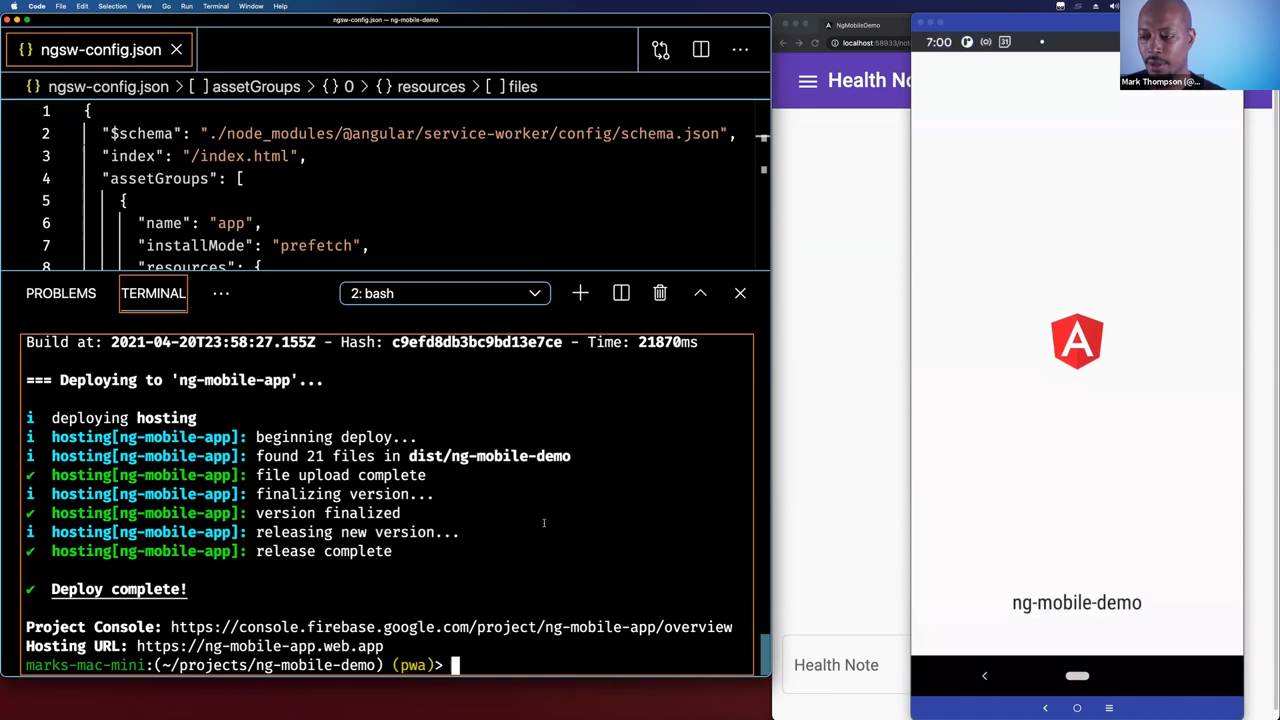 Code File Edit Selection View Go Run Terminal Window Help
ngsw-config.json — ng-mobile-demo
{} ngsw-config.json ×
{} ngsw-config.json > [ ] assetGroups > {} 0 > {} resources > [ ] files
1 {
2 "$schema": "./node_modules/@angular/service-worker/config/schema.json",
3 "index": "/index.html",
4 "assetGroups": [
5 {
6 "name": "app",
7 "installMode": "prefetch",
8 "resources": {
PROBLEMS TERMINAL ... 2: bash
Build at: 2021-04-20T23:58:27.155Z - Hash: c9efd8db3bc9bd13e7ce - Time: 21870ms
=== Deploying to 'ng-mobile-app'...
i deploying hosting
i hosting[ng-mobile-app]: beginning deploy...
i hosting[ng-mobile-app]: found 21 files in dist/ng-mobile-demo
✔ hosting[ng-mobile-app]: file upload complete
i hosting[ng-mobile-app]: finalizing version...
✔ hosting[ng-mobile-app]: version finalized
i hosting[ng-mobile-app]: releasing new version...
✔ hosting[ng-mobile-app]: release complete
✔ Deploy complete!
Project Console: https://console.firebase.google.com/project/ng-mobile-app/overview
Hosting URL: https://ng-mobile-app.web.app
marks-mac-mini:(~/projects/ng-mobile-demo) (pwa)>
NgMobileDemo
localhost:58933/not
Health No
Health Note
7:00
31
A
ng-mobile-demo
Mark Thompson (@...